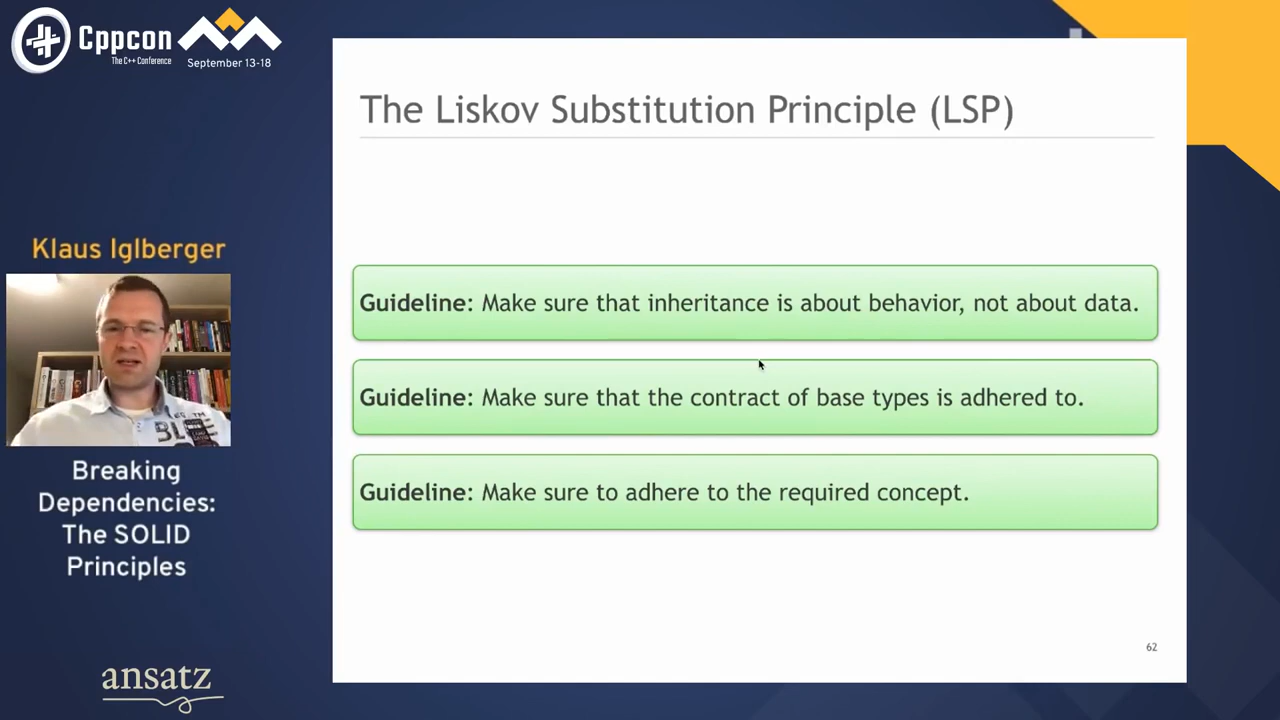 Cppcon
The C++ Conference
September 13-18
The Liskov Substitution Principle (LSP)
Klaus Iglberger
Guideline: Make sure that inheritance is about behavior, not about data.
Guideline: Make sure that the contract of base types is adhered to.
Guideline: Make sure to adhere to the required concept.
Breaking
Dependencies:
The SOLID
Principles
62
ansatz